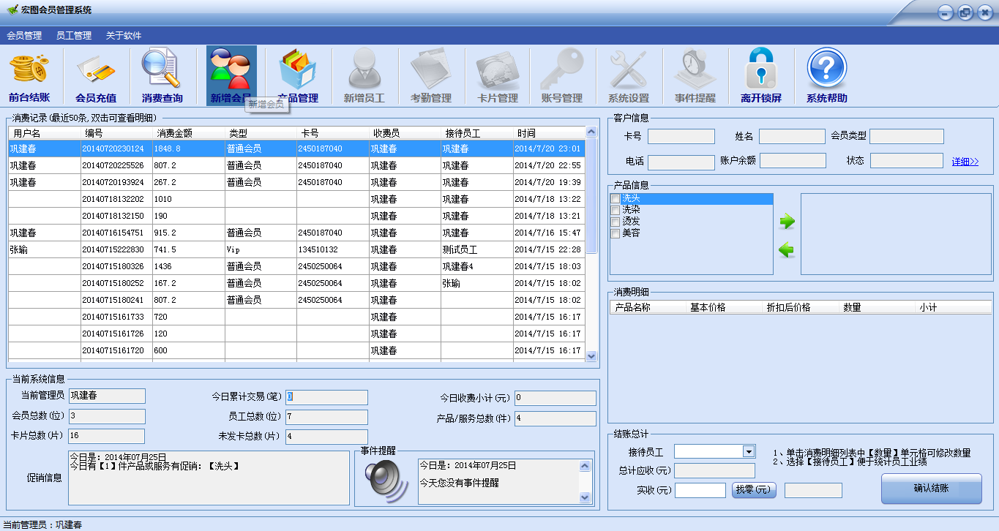 宏图会员管理系统
会员管理 员工管理 关于软件
前台结账 会员充值 消费查询 新增会员 产品管理 新增员工 考勤管理 卡片管理 账号管理 系统设置 事件提醒 离开锁屏 系统帮助
新增会员
消费记录(最近50条,双击可查看明细)
用户名 编号 消费金额 类型 卡号 收费员 接待员工 时间
巩建春 20140720230124 1848.8 普通会员 2450187040 巩建春 巩建春 2014/7/20 23:01
巩建春 20140720225526 807.2 普通会员 2450187040 巩建春 巩建春 2014/7/20 22:55
巩建春 20140720193924 267.2 普通会员 2450187040 巩建春 巩建春 2014/7/20 19:39
20140718132202 1010 巩建春 巩建春 2014/7/18 13:22
20140718132150 190 巩建春 巩建春 2014/7/18 13:21
巩建春 20140716154751 915.2 普通会员 2450187040 巩建春 巩建春 2014/7/16 15:47
张瑜 20140715222830 741.5 Vip 134510132 巩建春 测试员工 2014/7/15 22:28
20140715180326 1436 普通会员 2450250064 巩建春 巩建春4 2014/7/15 18:03
20140715180252 167.2 普通会员 2450250064 巩建春 张瑜 2014/7/15 18:02
20140715180241 807.2 普通会员 2450250064 巩建春 2014/7/15 18:02
20140715161733 720 巩建春 2014/7/15 16:17
20140715161726 120 巩建春 2014/7/15 16:17
20140715161720 600 巩建春 2014/7/15 16:17
当前系统信息
当前管理员 巩建春 今日累计交易(笔) 0 今日收费小计(元) 0
会员总数(位) 3 员工总数(位) 7 产品/服务总数(件) 4
卡片总数(片) 16 未发卡总数(片) 4
促销信息
今日是：2014年07月25日
今日有【1】件产品或服务有促销：【洗头】
事件提醒
今日是：2014年07月25日
今天您没有事件提醒
客户信息
卡号 姓名 会员类型
电话 账户余额 状态 详细>>
产品信息
洗头
洗染
烫发
美容
消费明细
产品名称 基本价格 折扣后价格 数量 小计
结账总计
接待员工
总计应收(元)
实收(元) 找零(元)
1、单击消费明细列表中【数量】单元格可修改数量
2、选择【接待员工】便于统计员工业绩
确认结账
当前管理员：巩建春